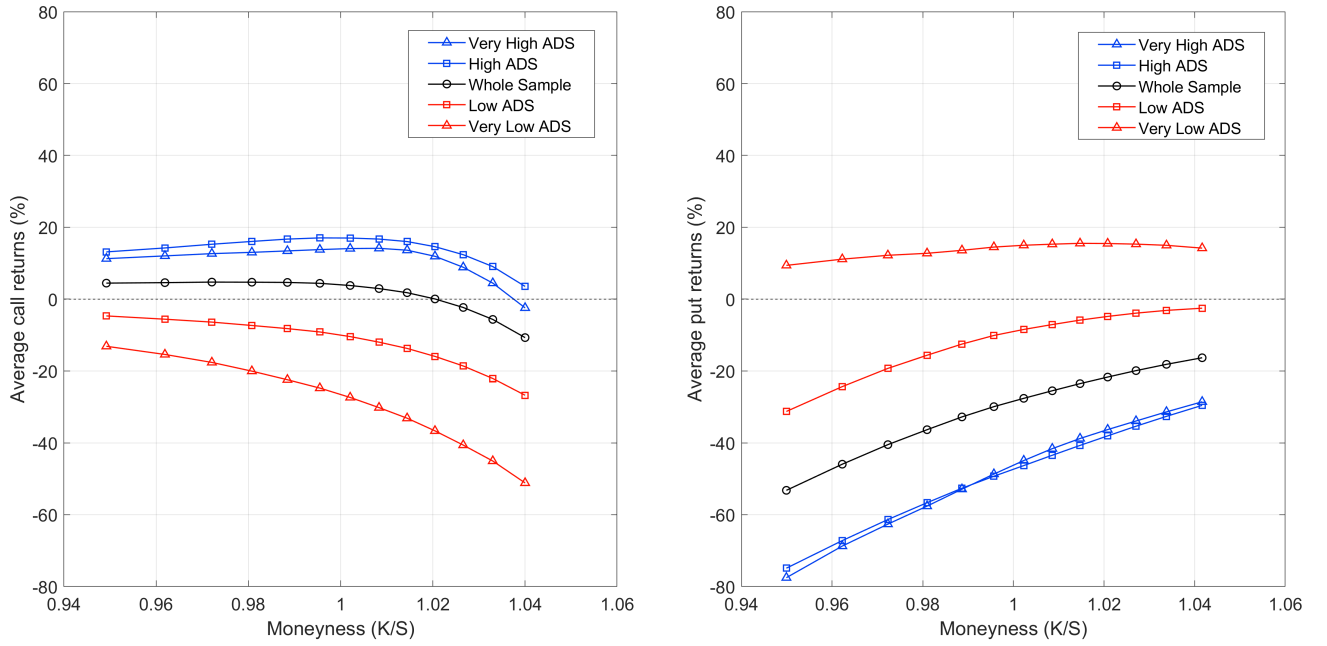 80
60
40
20
0
-20
-40
-60
-80
Average call returns (%)
0.94
0.96
0.98
1
1.02
1.04
1.06
Moneyness (K/S)
Very High ADS
High ADS
Whole Sample
Low ADS
Very Low ADS
80
60
40
20
0
-20
-40
-60
-80
Average put returns (%)
0.94
0.96
0.98
1
1.02
1.04
1.06
Moneyness (K/S)
Very High ADS
High ADS
Whole Sample
Low ADS
Very Low ADS